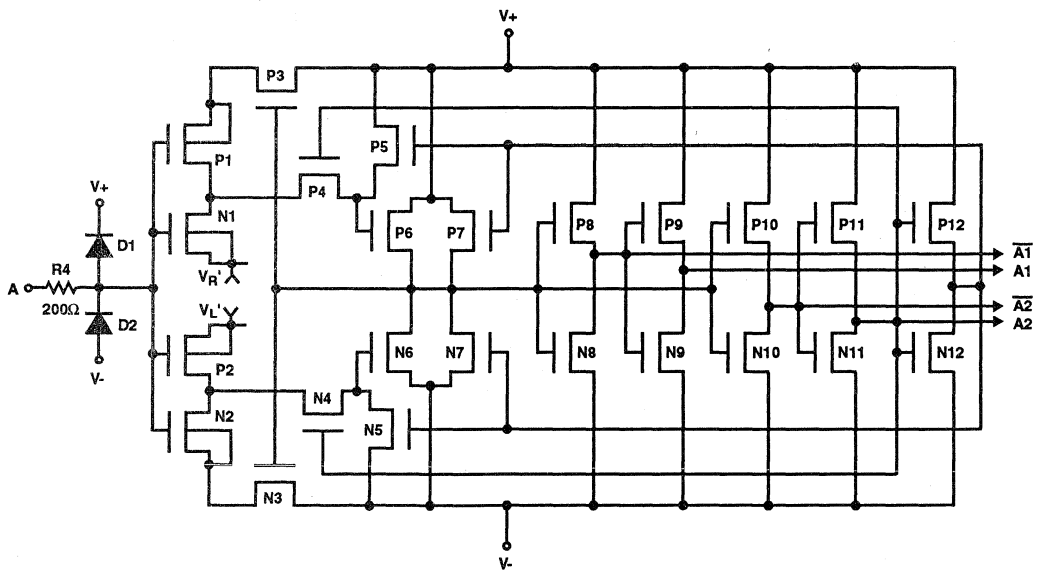 V+
P3
P5
P1
P4
V+
N1
P6
P7
P8
P9
P10
P11
P12
D1
A1
VR'
A1
R4
A
VL'
200Ω
A2
D2
A2
P2
N6
N7
N8
N9
N10
N11
N12
V-
N4
N2
N5
N3
V-